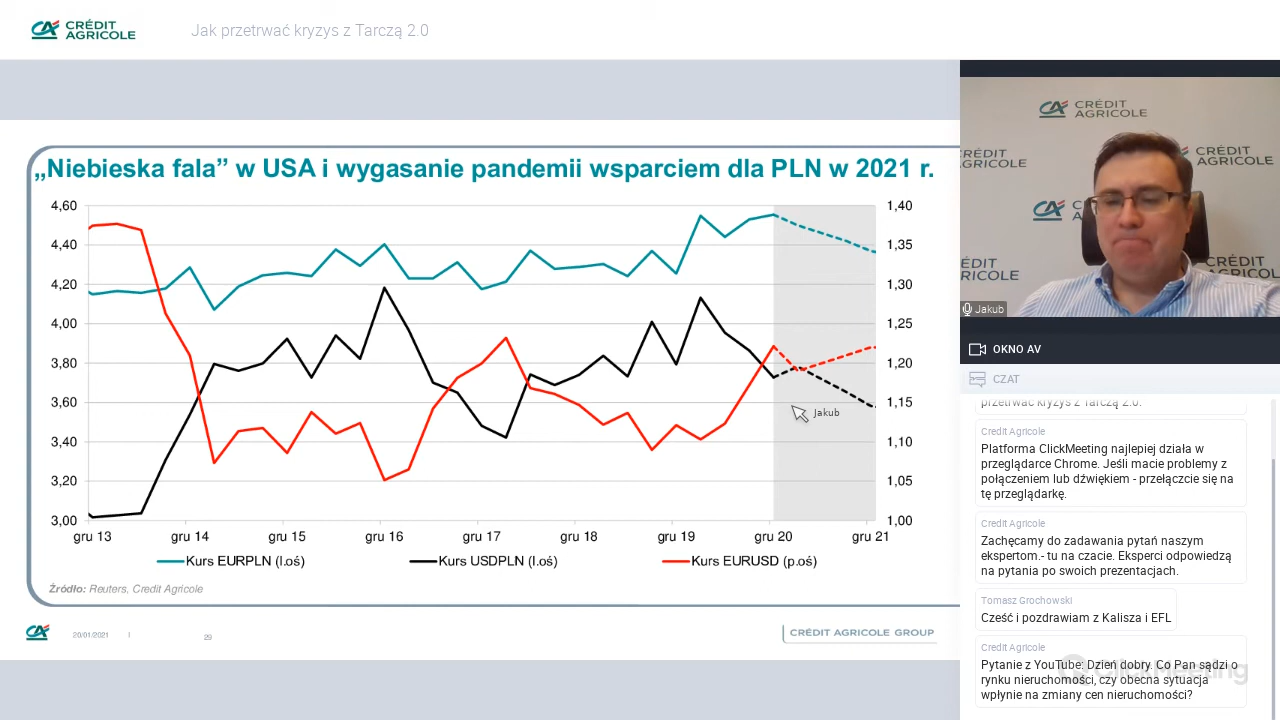 CRÉDIT AGRICOLE
Jak przetrwać kryzys z Tarczą 2.0
„Niebieska fala” w USA i wygasanie pandemii wsparciem dla PLN w 2021 r.
4,60
4,40
4,20
4,00
3,80
3,60
3,40
3,20
3,00
1,40
1,35
1,30
1,25
1,20
1,15
1,10
1,05
1,00
Jakub
gru 13 gru 14 gru 15 gru 16 gru 17 gru 18 gru 19 gru 20 gru 21
Kurs EURPLN (l.oś) Kurs USDPLN (l.oś) Kurs EURUSD (p.oś)
Źródło: Reuters, Credit Agricole
20/01/2021 | 29
CRÉDIT AGRICOLE GROUP
CRÉDIT
AGRICOLE
CRÉDIT
AGRICOLE
CRÉDIT
AGRICOLE
CRÉDIT
AGRICOLE
CRÉDIT
AGRICOLE
Jakub
OKNO AV
CZAT
przetrwać kryzys z Tarczą 2.0.
Credit Agricole
Platforma ClickMeeting najlepiej działa w
przeglądarce Chrome. Jeśli macie problemy z
połączeniem lub dźwiękiem - przełączcie się na
tę przeglądarkę.
Credit Agricole
Zachęcamy do zadawania pytań naszym
ekspertom.- tu na czacie. Eksperci odpowiedzą
na pytania po swoich prezentacjach.
Tomasz Grochowski
Cześć i pozdrawiam z Kalisza i EFL
Credit Agricole
Pytanie z YouTube: Dzień dobry. Co Pan sądzi o
rynku nieruchomości, czy obecna sytuacja
wpłynie na zmiany cen nieruchomości?
ClickMeeting